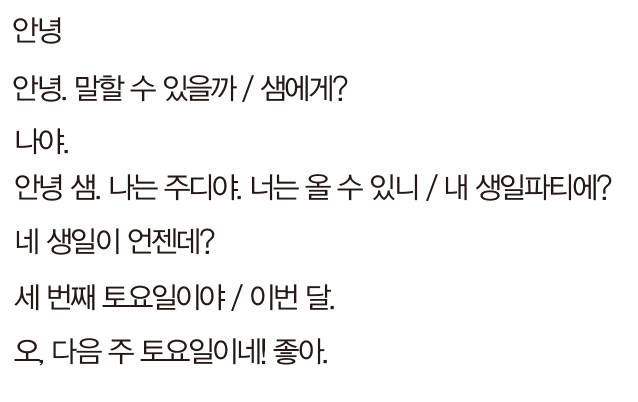 안녕
안녕. 말할 수 있을까 / 샘에게?
나야.
안녕 샘. 나는 주디야. 너는 올 수 있니 / 내 생일파티에?
네 생일이 언젠데?
세 번째 토요일이야 / 이번 달.
오, 다음 주 토요일이네! 좋아.